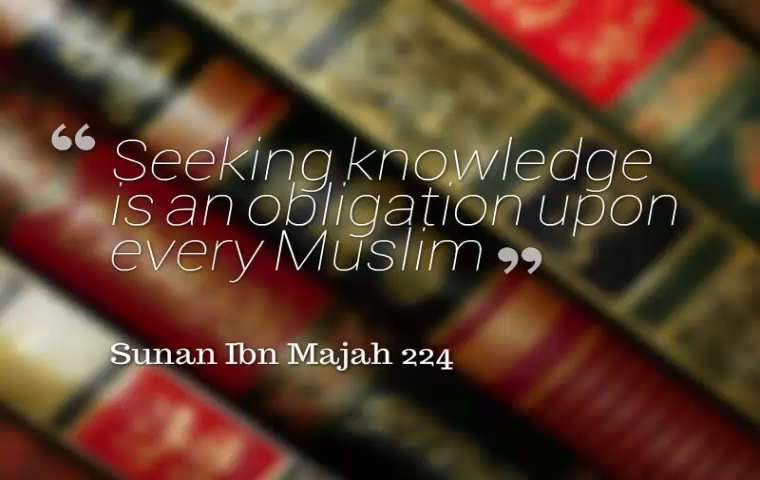 “Seeking knowledge
is an obligation upon
every Muslim”
Sunan Ibn Majah 224